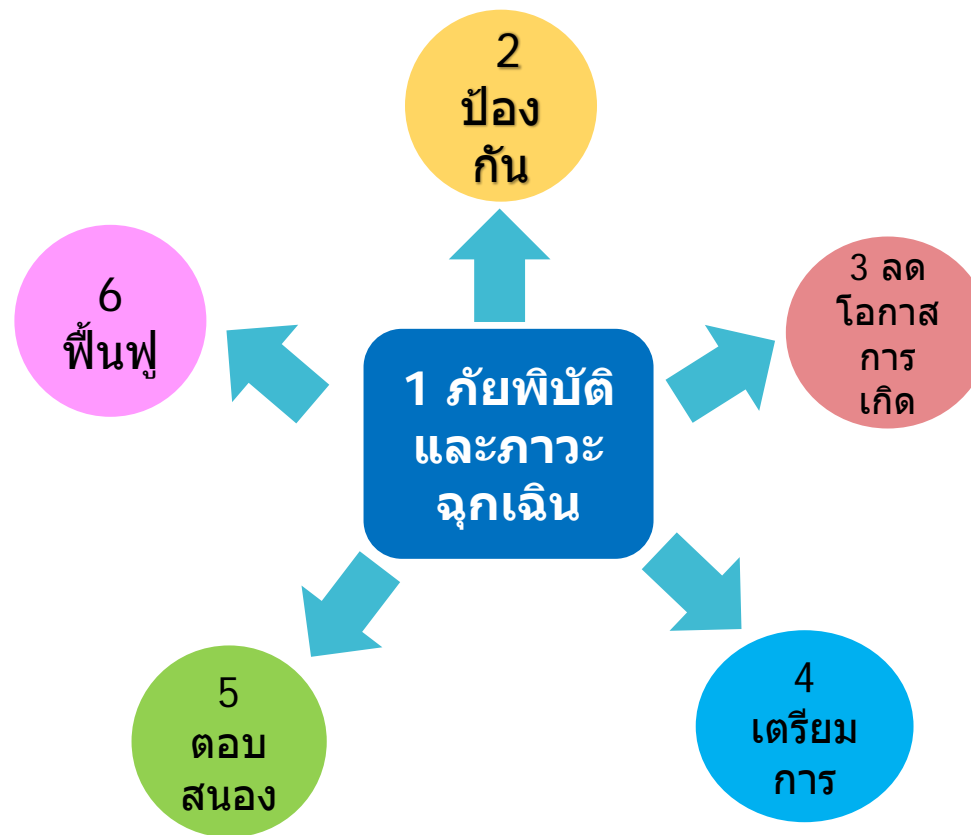 2
ป้อง
กัน
3 ลด
โอกาส
การ
เกิด
6
ฟื้นฟู
1 ภัยพิบัติ
และภาวะ
ฉุกเฉิน
4
เตรียม
การ
5
ตอบ
สนอง